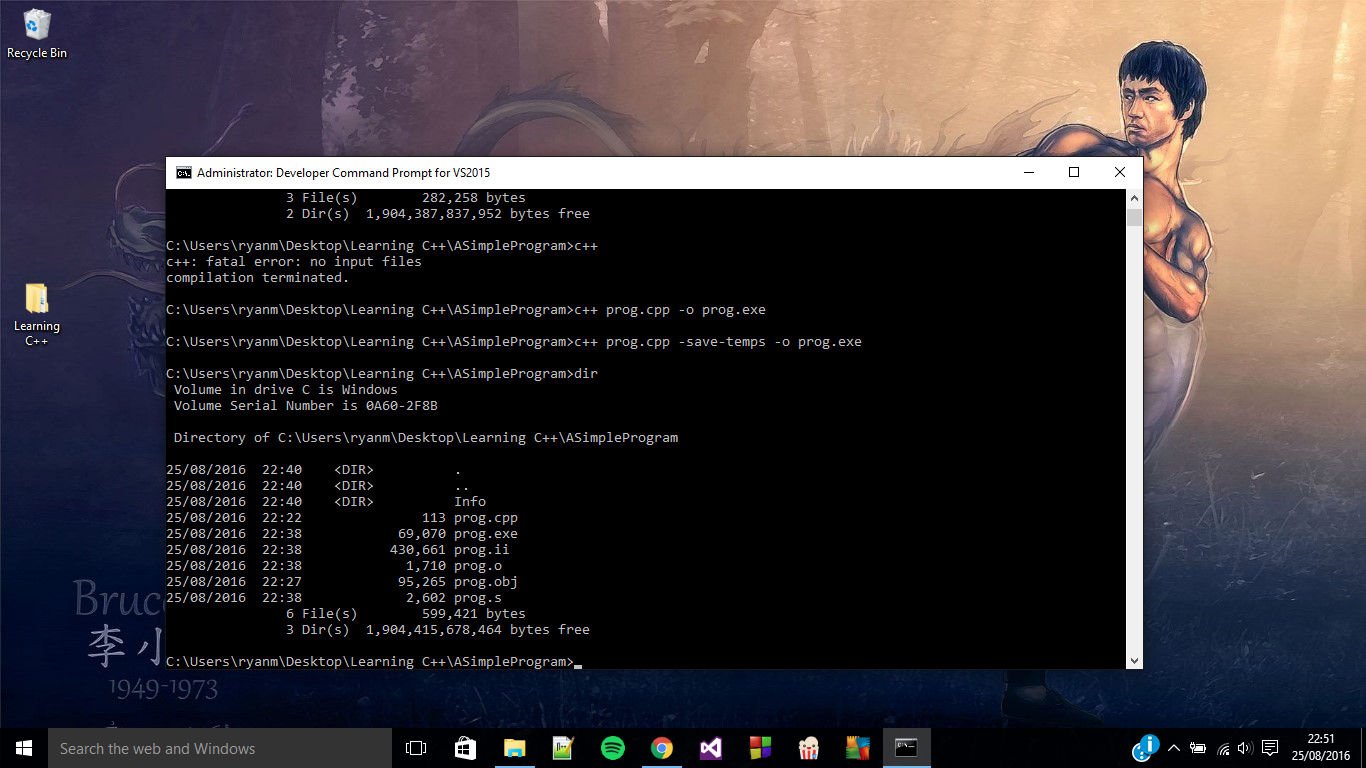 Recycle Bin
Learning
C++
Administrator: Developer Command Prompt for VS2015
3 File(s) 282,258 bytes
2 Dir(s) 1,904,387,837,952 bytes free
C:\Users\ryanm\Desktop\Learning C++\ASimpleProgram>c++
c++: fatal error: no input files
compilation terminated.
C:\Users\ryanm\Desktop\Learning C++\ASimpleProgram>c++ prog.cpp -o prog.exe
C:\Users\ryanm\Desktop\Learning C++\ASimpleProgram>c++ prog.cpp -save-temps -o prog.exe
C:\Users\ryanm\Desktop\Learning C++\ASimpleProgram>dir
Volume in drive C is Windows
Volume Serial Number is 0A60-2F8B
Directory of C:\Users\ryanm\Desktop\Learning C++\ASimpleProgram
25/08/2016 22:40 <DIR> .
25/08/2016 22:40 <DIR> ..
25/08/2016 22:40 <DIR> Info
25/08/2016 22:22 113 prog.cpp
25/08/2016 22:38 69,070 prog.exe
25/08/2016 22:38 430,661 prog.ii
25/08/2016 22:38 1,710 prog.o
25/08/2016 22:27 95,265 prog.obj
25/08/2016 22:38 2,602 prog.s
6 File(s) 599,421 bytes
3 Dir(s) 1,904,415,678,464 bytes free
C:\Users\ryanm\Desktop\Learning C++\ASimpleProgram>
Bruc
李小
1949-1973
Search the web and Windows
22:51
25/08/2016